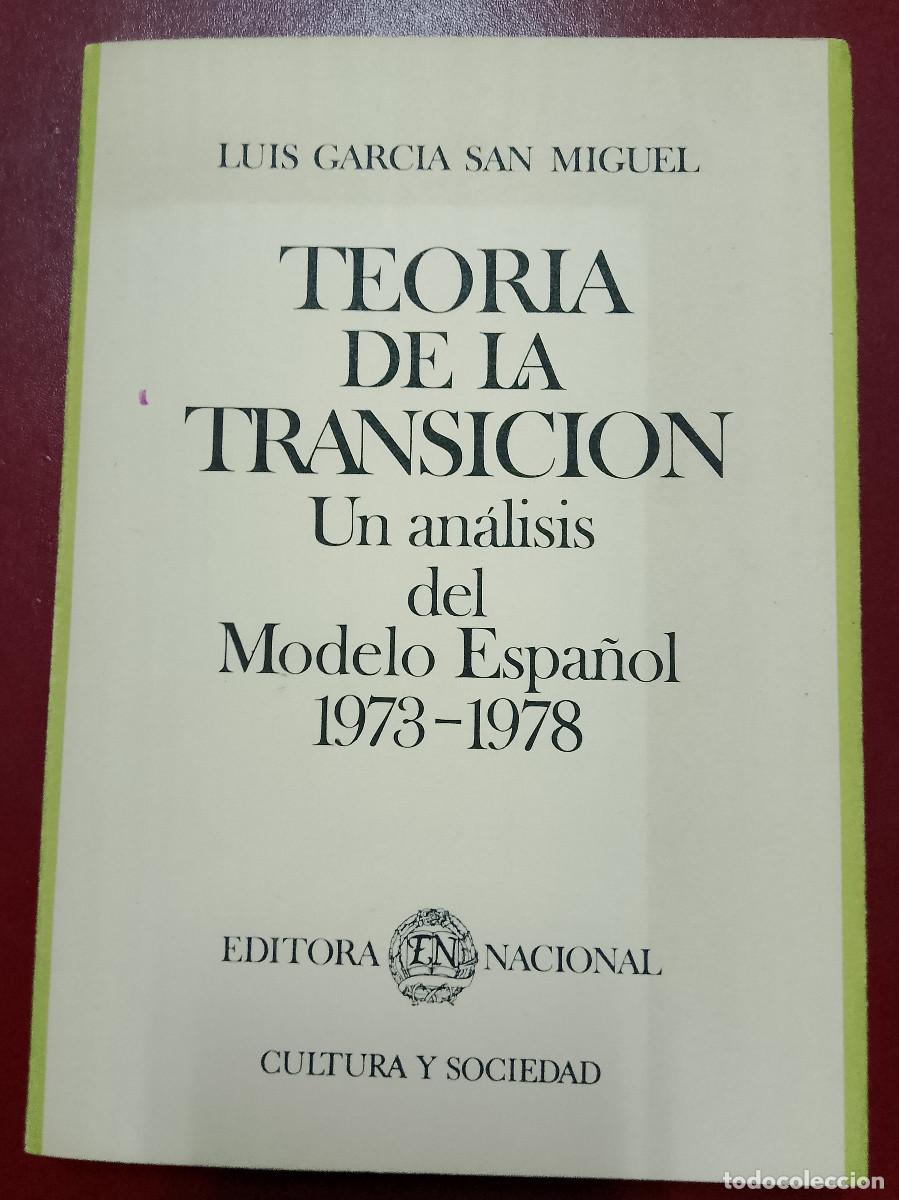 LUIS GARCIA SAN MIGUEL
TEORIA
DE LA
TRANSICION
Un análisis
del
Modelo Español
1973-1978
EDITORA EN NACIONAL
CULTURA Y SOCIEDAD
todocoleccion